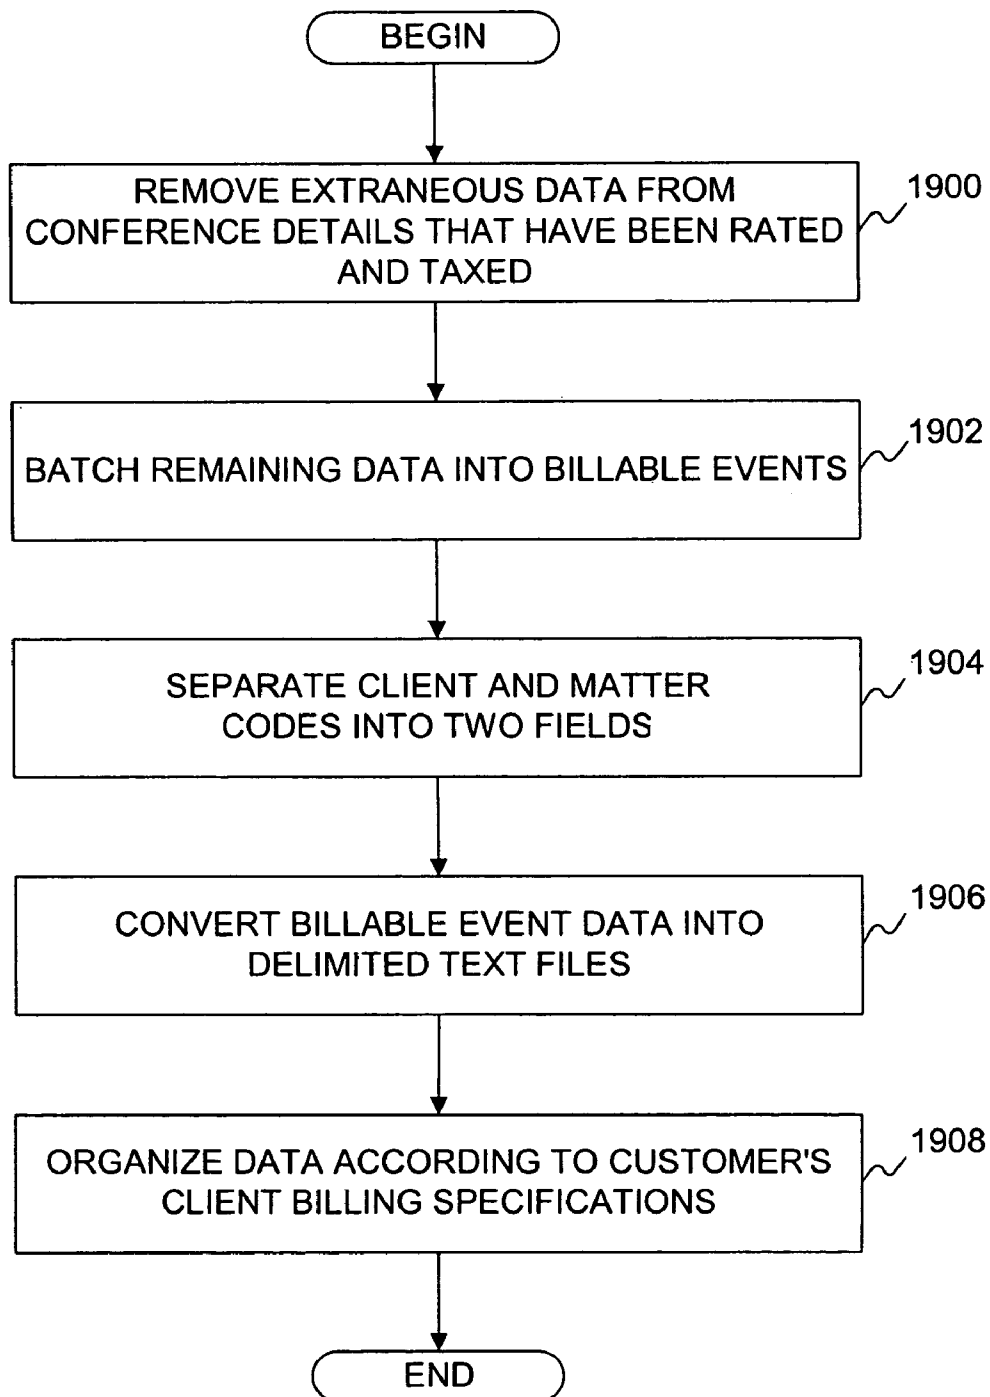 BEGIN
REMOVE EXTRANEOUS DATA FROM
CONFERENCE DETAILS THAT HAVE BEEN RATED
AND TAXED
1900
BATCH REMAINING DATA INTO BILLABLE EVENTS
1902
SEPARATE CLIENT AND MATTER
CODES INTO TWO FIELDS
1904
CONVERT BILLABLE EVENT DATA INTO
DELIMITED TEXT FILES
1906
ORGANIZE DATA ACCORDING TO CUSTOMER'S
CLIENT BILLING SPECIFICATIONS
1908
END